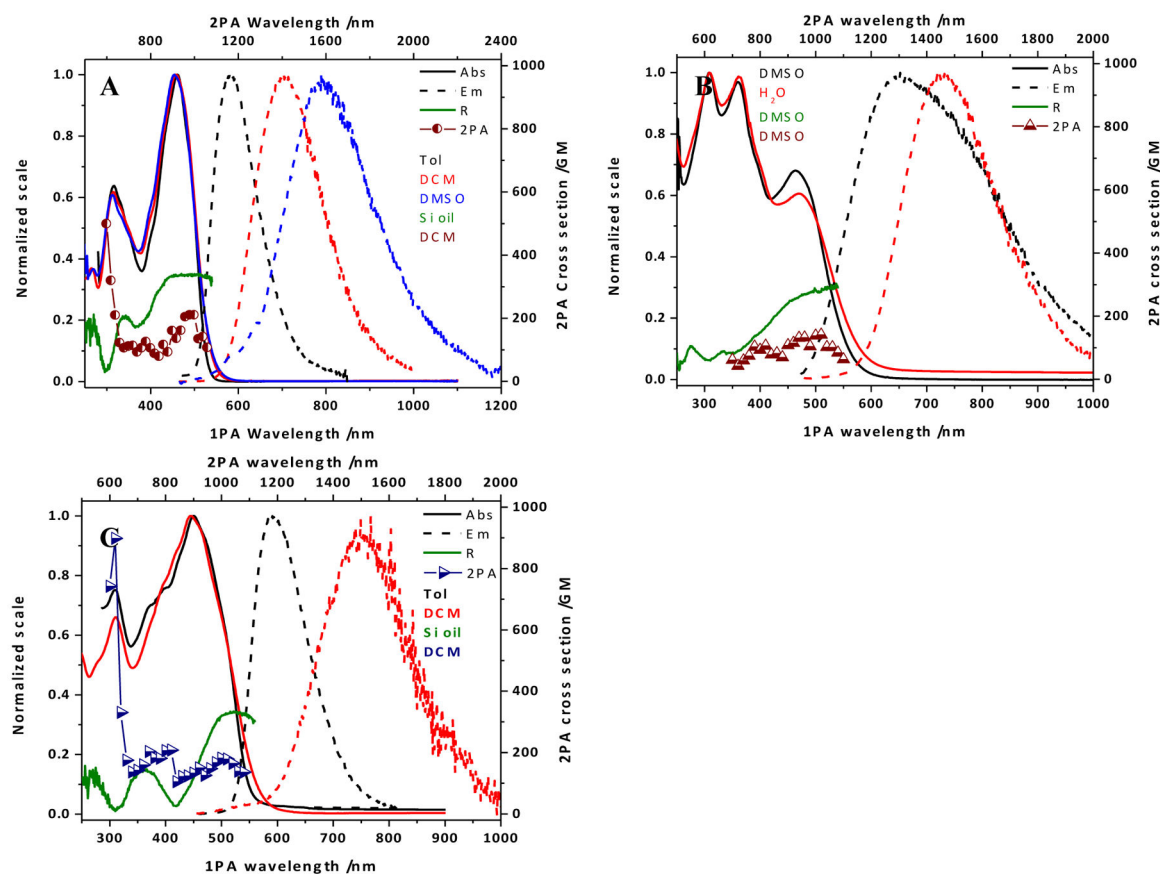 2PA Wavelength /nm
800 1200 1600 2000 2400
A
1.0
0.8
0.6
0.4
0.2
0.0
Normalized scale
Abs
Em
R
2PA
Tol
DCM
DMSO
Si oil
DCM
1000
800
600
400
200
0
2PA Cross section /GM
400 600 800 1000 1200
1PA Wavelength /nm
2PA wavelength /nm
600 800 1000 1200 1400 1600 1800 2000
B
1.0
0.8
0.6
0.4
0.2
0.0
Normalized scale
DMSO
H2O
DMSO
DMSO
Abs
Em
R
2PA
1000
800
600
400
200
0
2PA cross section /GM
300 400 500 600 700 800 900 1000
1PA wavelength /nm
2PA wavelength /nm
600 800 1000 1200 1400 1600 1800 2000
C
1.0
0.8
0.6
0.4
0.2
0.0
Normalized scale
Abs
Em
R
2PA
Tol
DCM
Si oil
DCM
1000
800
600
400
200
0
2PA cross section /GM
300 400 500 600 700 800 900 1000
1PA wavelength /nm